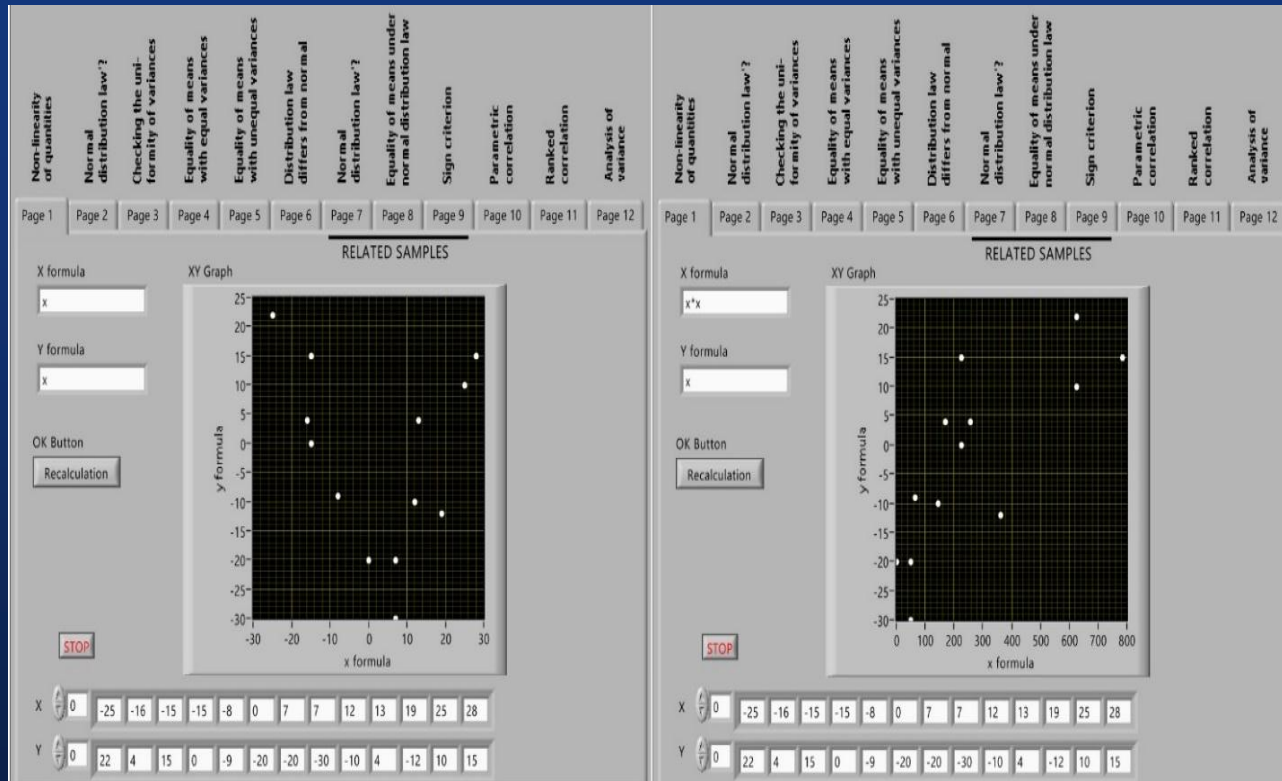 Non-linearity
of quantities
Normal
distribution law'?
Checking the uni-
formity of variances
Equality of means
with equal variances
Equality of means
with unequal variances
Distribution law
differs from normal
Normal
distribution law'?
Equality of means under
normal distribution law
Sign criterion
Parametric
correlation
Ranked
correlation
Analysis of
variance
Page 1 Page 2 Page 3 Page 4 Page 5 Page 6 Page 7 Page 8 Page 9 Page 10 Page 11 Page 12
RELATED SAMPLES
X formula
x
Y formula
x
OK Button
Recalculation
STOP
XY Graph
y formula
25
20
15
10
5
0
-5
-10
-15
-20
-25
-30
-30 -20 -10 0 10 20 30
x formula
X 0 -25 -16 -15 -15 -8 0 7 7 12 13 19 25 28
Y 0 22 4 15 0 -9 -20 -20 -30 -10 4 -12 10 15
Non-linearity
of quantities
Normal
distribution law'?
Checking the uni-
formity of variances
Equality of means
with equal variances
Equality of means
with unequal variances
Distribution law
differs from normal
Normal
distribution law'?
Equality of means under
normal distribution law
Sign criterion
Parametric
correlation
Ranked
correlation
Analysis of
variance
Page 1 Page 2 Page 3 Page 4 Page 5 Page 6 Page 7 Page 8 Page 9 Page 10 Page 11 Page 12
RELATED SAMPLES
X formula
x*x
Y formula
x
OK Button
Recalculation
STOP
XY Graph
y formula
25
20
15
10
5
0
-5
-10
-15
-20
-25
-30
0 100 200 300 400 500 600 700 800
x formula
X 0 -25 -16 -15 -15 -8 0 7 7 12 13 19 25 28
Y 0 22 4 15 0 -9 -20 -20 -30 -10 4 -12 10 15